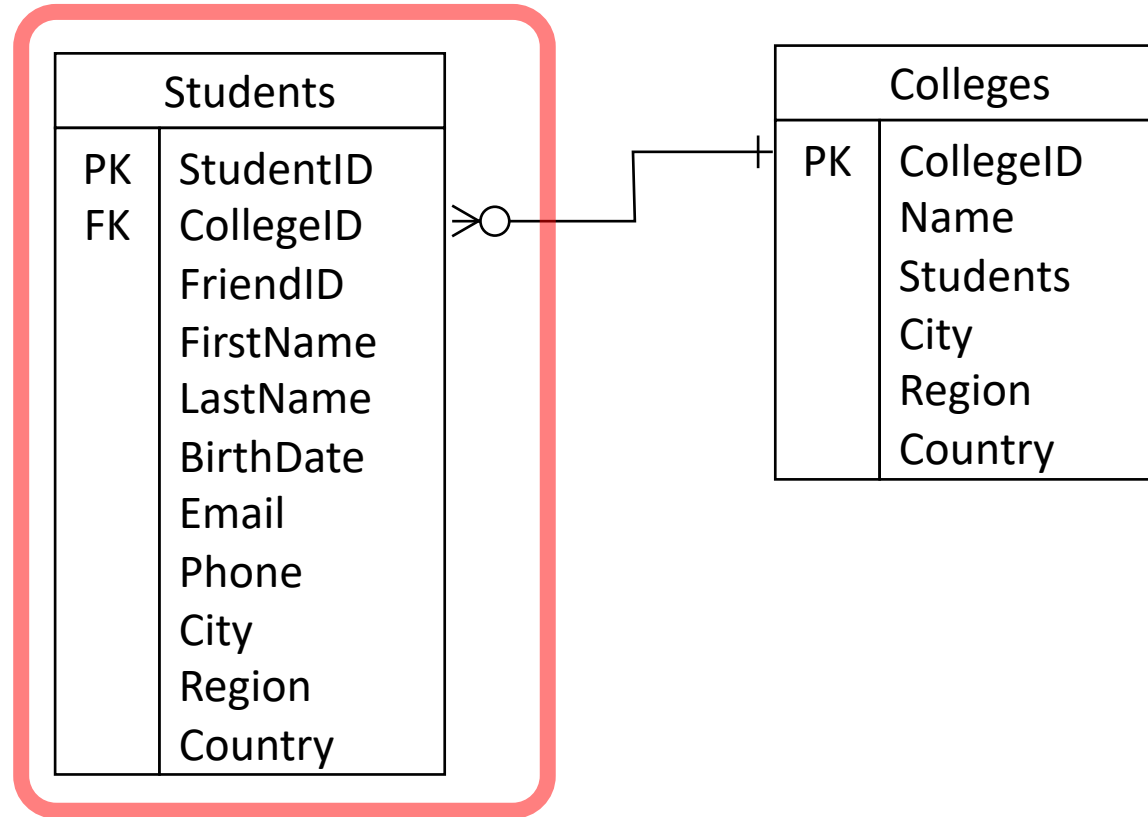 Students
PK StudentID
FK CollegeID
FriendID
FirstName
LastName
BirthDate
Email
Phone
City
Region
Country
Colleges
PK CollegeID
Name
Students
City
Region
Country